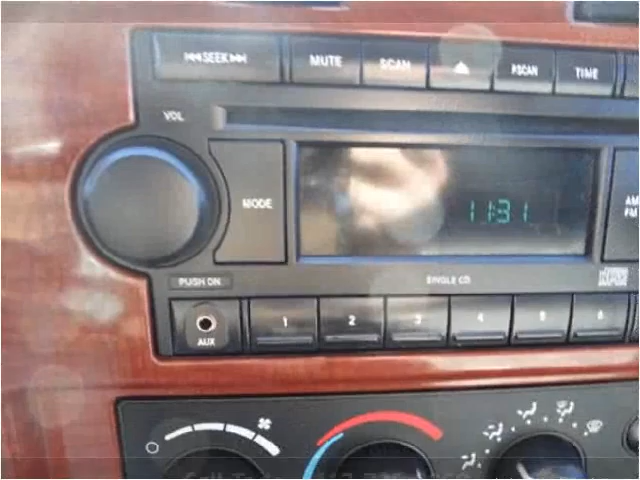 SEEK MUTE SCAN RSCAN TIME
VOL
MODE 11:31 AM
FM
PUSH ON SINGLE CD
1 2 3 4 5 6
AUX